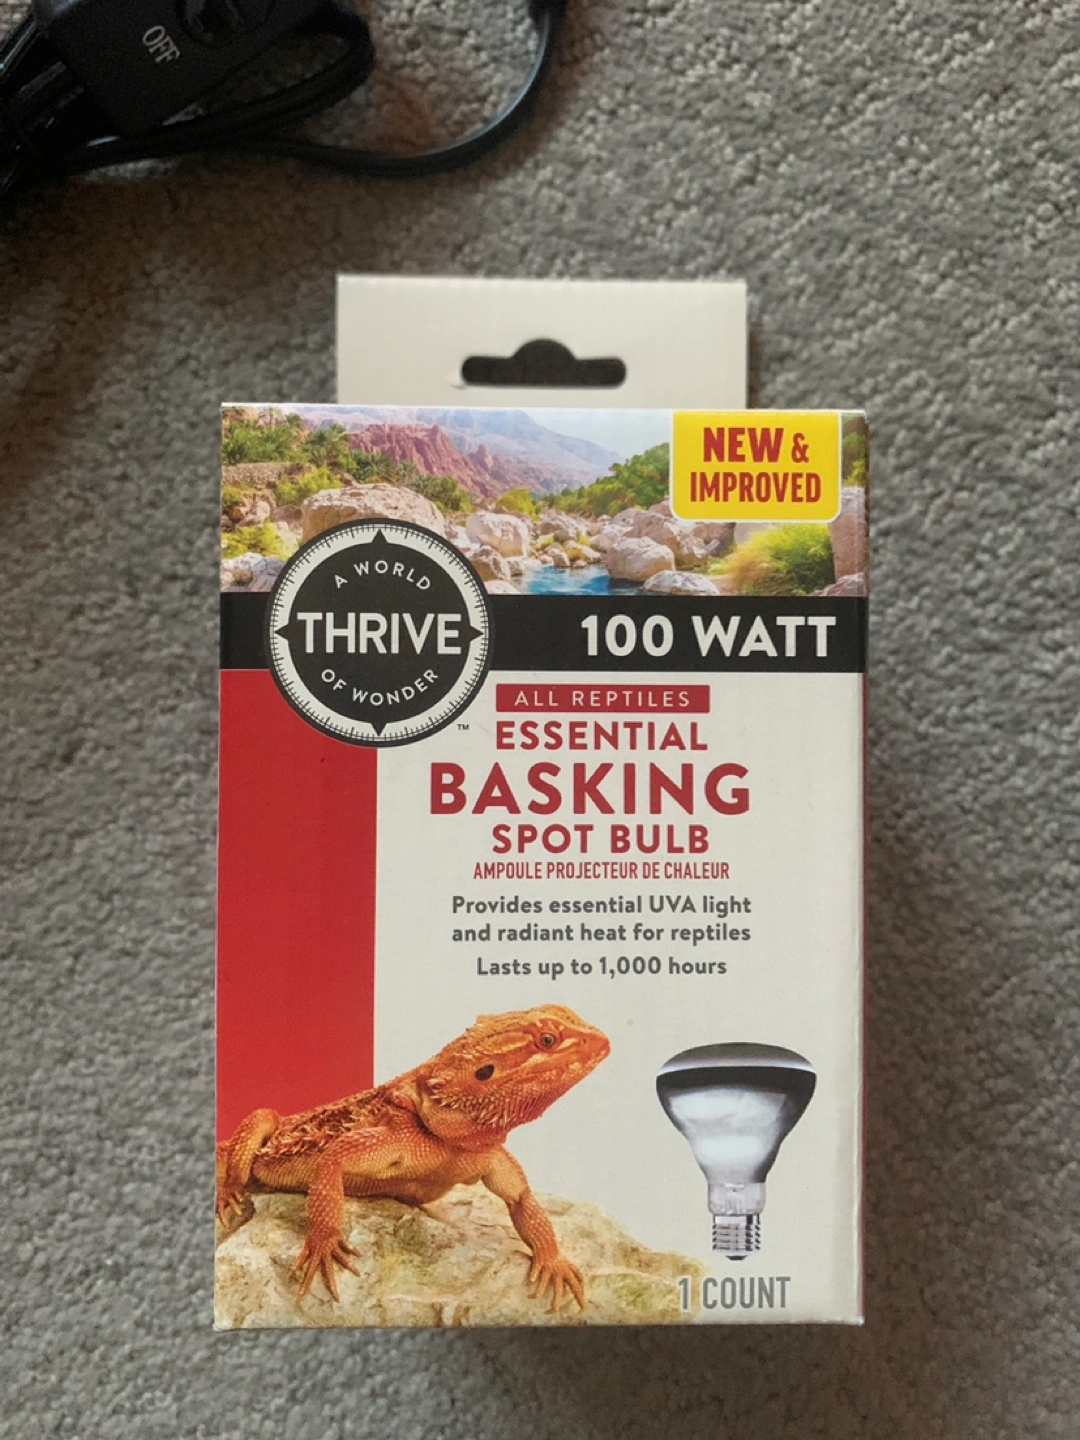 OFF
NEW &
IMPROVED
A WORLD
THRIVE
OF WONDER
™
100 WATT
ALL REPTILES
ESSENTIAL
BASKING
SPOT BULB
AMPOULE PROJECTEUR DE CHALEUR
Provides essential UVA light
and radiant heat for reptiles
Lasts up to 1,000 hours
1 COUNT